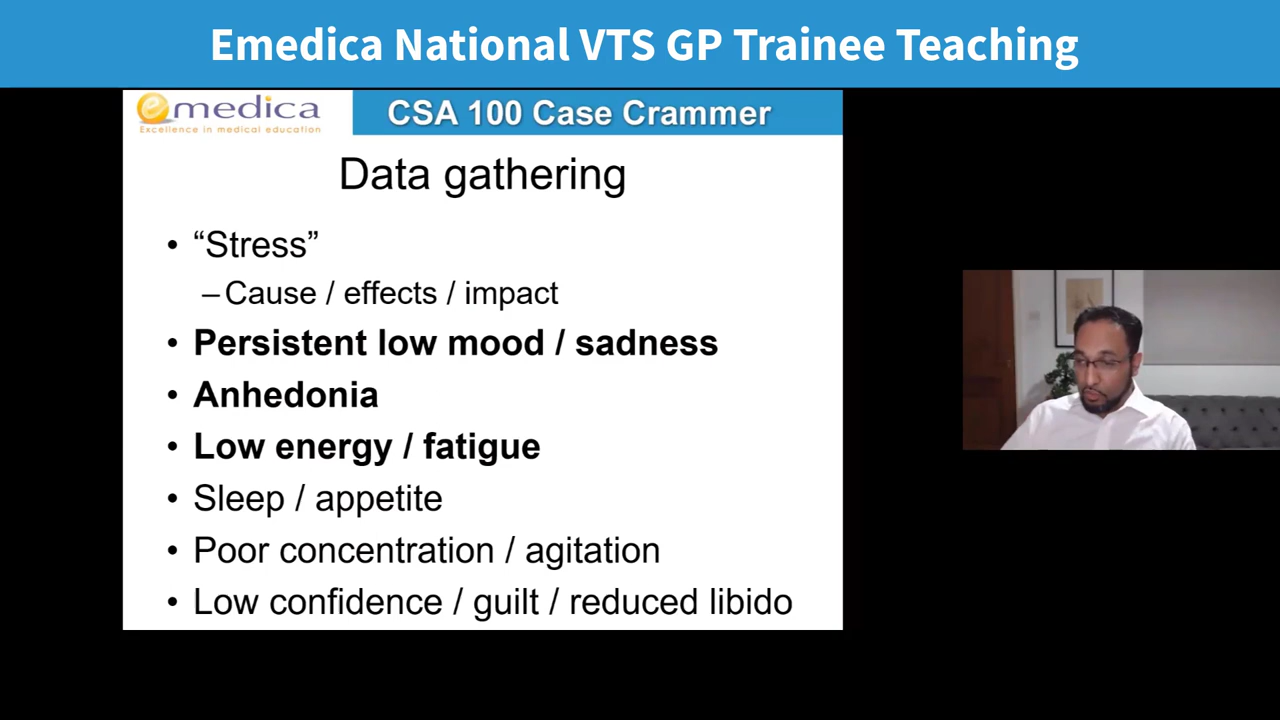 Emedica National VTS GP Trainee Teaching
emedica
Excellence in medical education
CSA 100 Case Crammer
Data gathering
• “Stress”
– Cause / effects / impact
• Persistent low mood / sadness
• Anhedonia
• Low energy / fatigue
• Sleep / appetite
• Poor concentration / agitation
• Low confidence / guilt / reduced libido